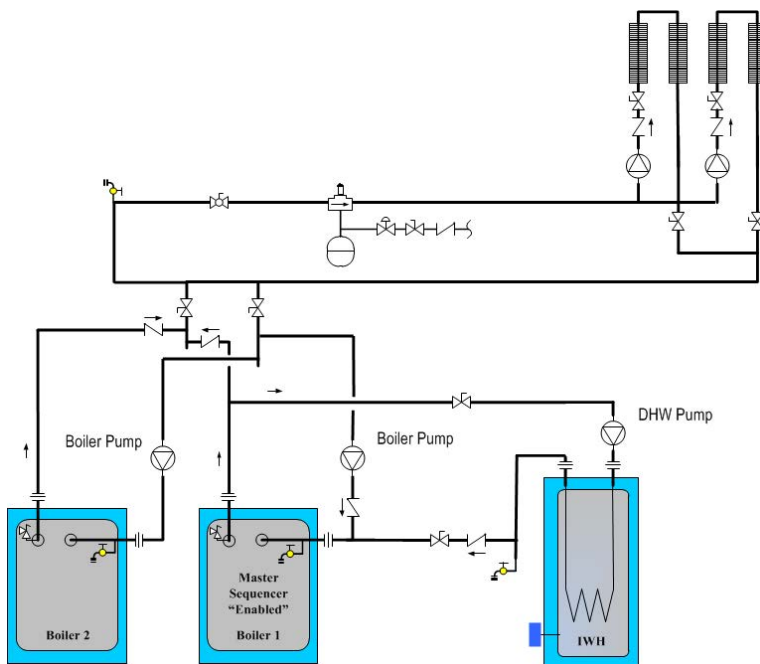 DHW Pump
Boiler Pump
Boiler Pump
Master
Sequencer
“Enabled”
Boiler 2
Boiler 1
IWH